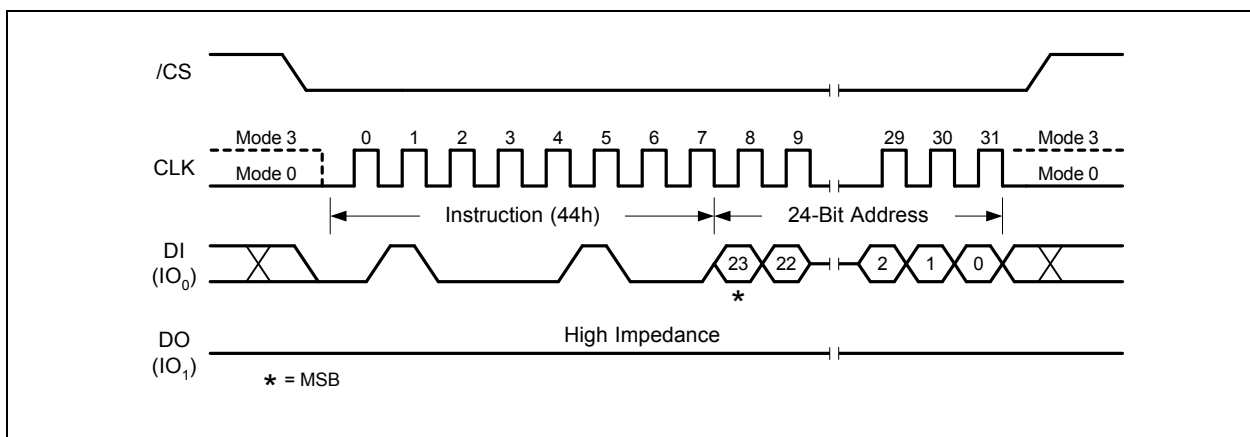 /CS
Mode 3 0 1 2 3 4 5 6 7 8 9 29 30 31 Mode 3
CLK
Mode 0 Mode 0
Instruction (44h) 24-Bit Address
DI
(IO0)
23 22 2 1 0
*
High Impedance
DO
(IO1)
* = MSB